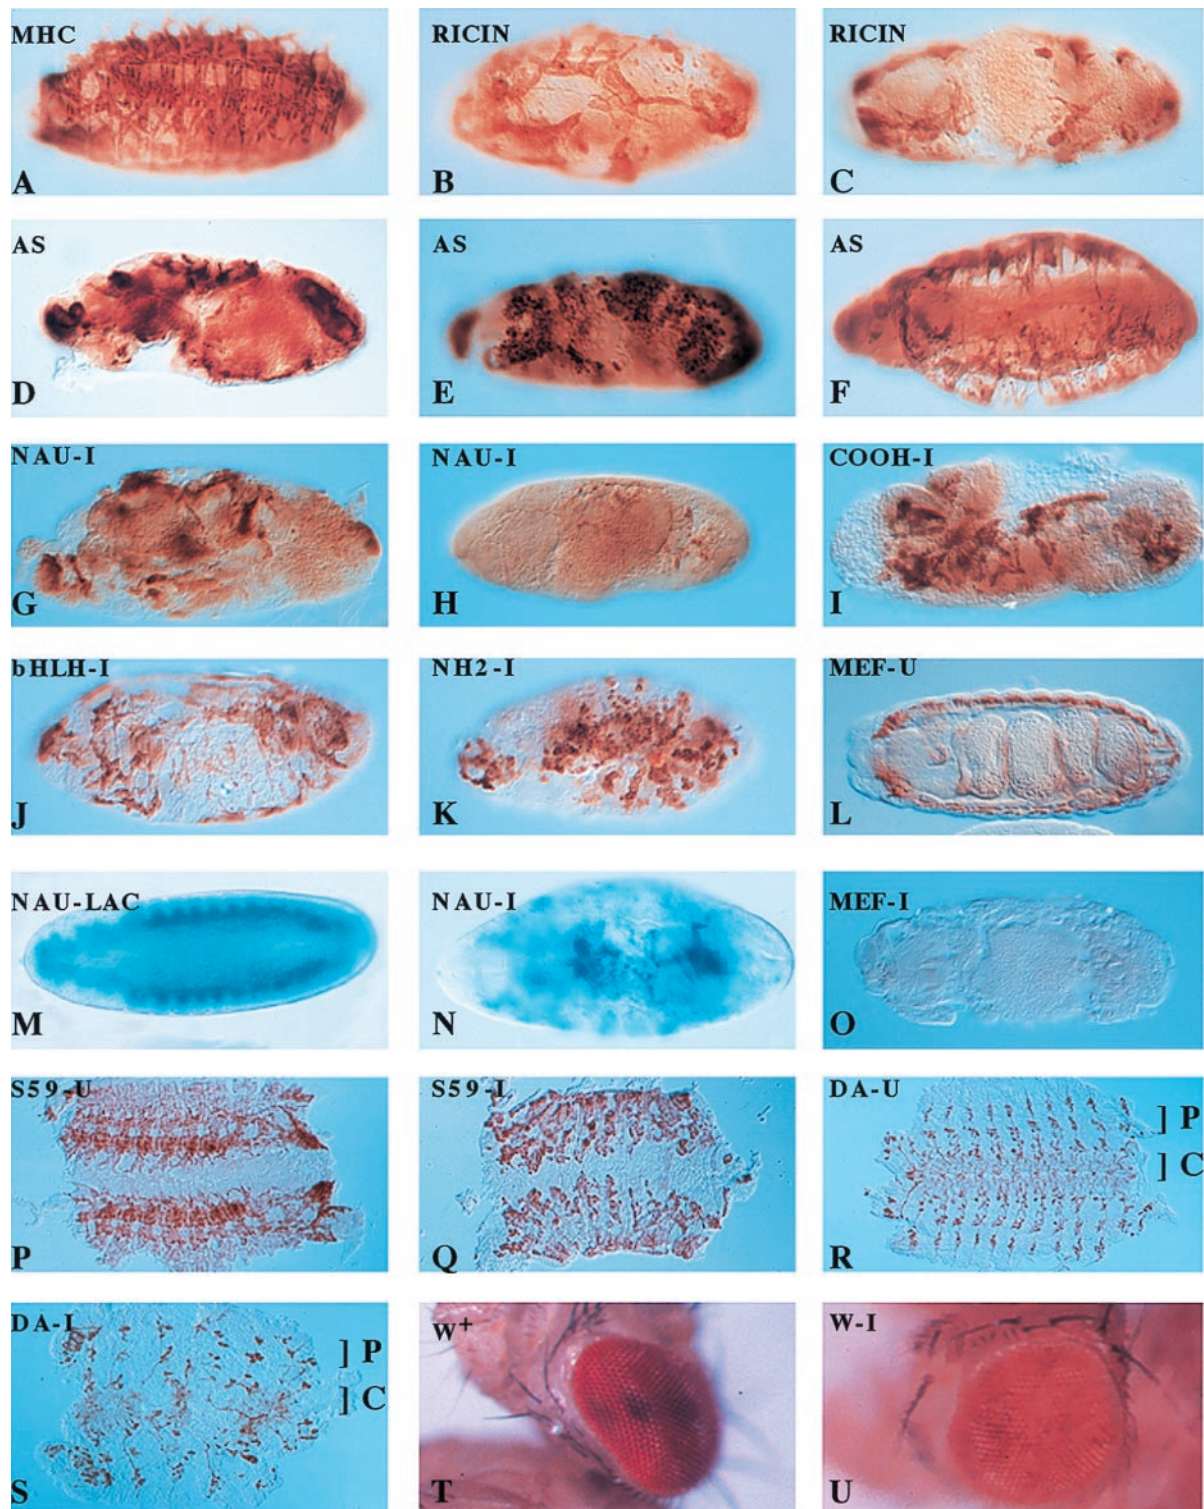 MHC
RICIN
RICIN
A
B
C
AS
AS
AS
D
E
F
NAU-I
NAU-I
COOH-I
G
H
I
bHLH-I
NH2-I
MEF-U
J
K
L
NAU-LAC
NAU-I
MEF-I
M
N
O
S59-U
S59-I
DA-U
] P
] C
P
Q
R
DA-I
W+
W-I
] P
] C
S
T
U